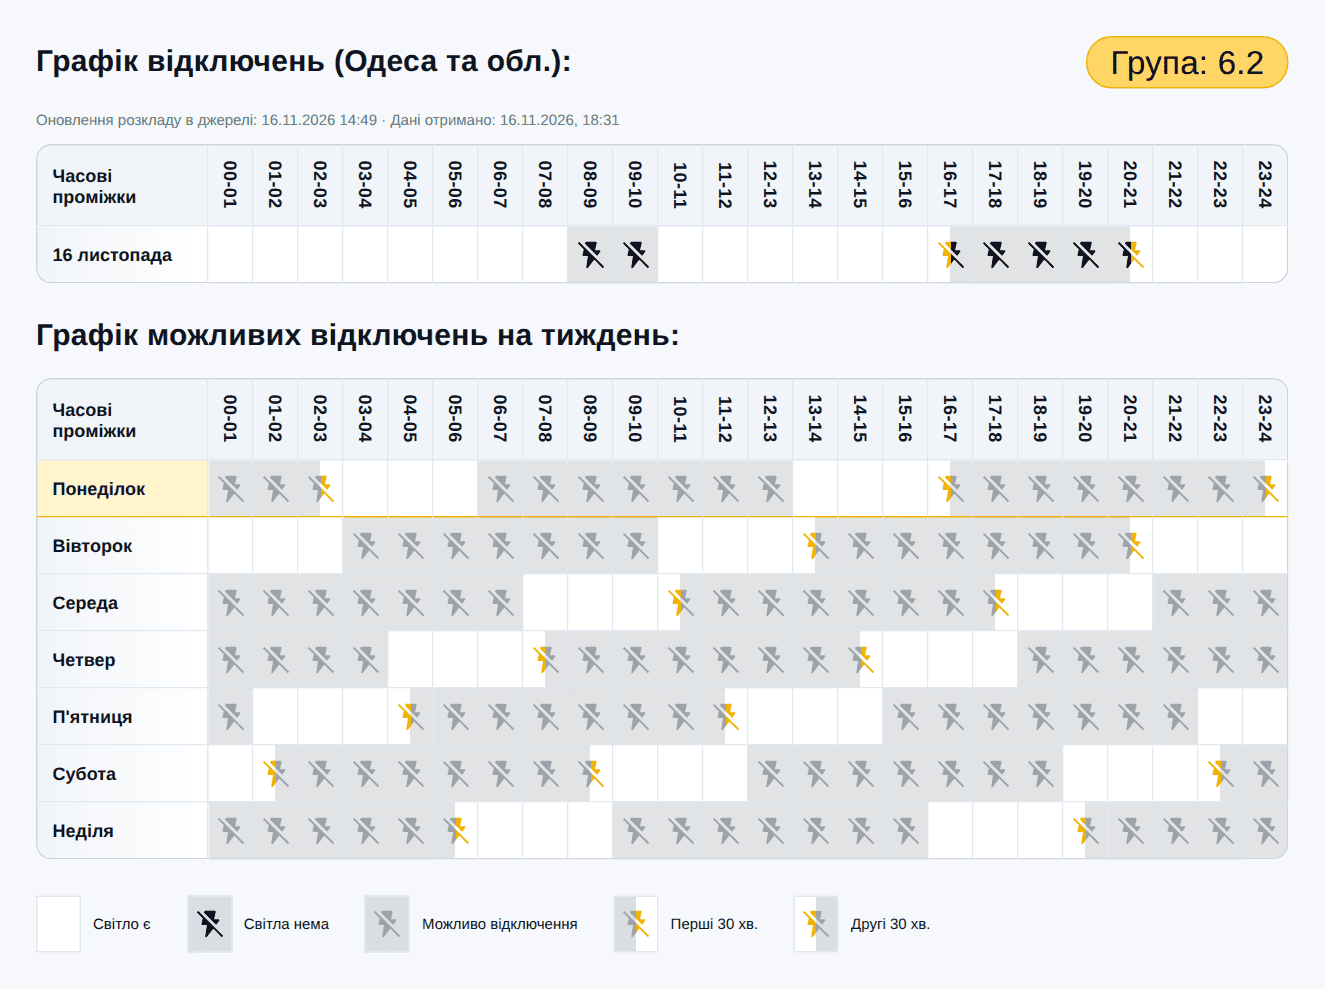 Графік відключень (Одеса та обл.):
Група: 6.2
Оновлення розкладу в джерелі: 16.11.2026 14:49 · Дані отримано: 16.11.2026, 18:31
Часові проміжки 00-01 01-02 02-03 03-04 04-05 05-06 06-07 07-08 08-09 09-10 10-11 11-12 12-13 13-14 14-15 15-16 16-17 17-18 18-19 19-20 20-21 21-22 22-23 23-24
16 листопада
Графік можливих відключень на тиждень:
Часові проміжки 00-01 01-02 02-03 03-04 04-05 05-06 06-07 07-08 08-09 09-10 10-11 11-12 12-13 13-14 14-15 15-16 16-17 17-18 18-19 19-20 20-21 21-22 22-23 23-24
Понеділок
Вівторок
Середа
Четвер
П'ятниця
Субота
Неділя
Світло є
Світла нема
Можливо відключення
Перші 30 хв.
Другі 30 хв.